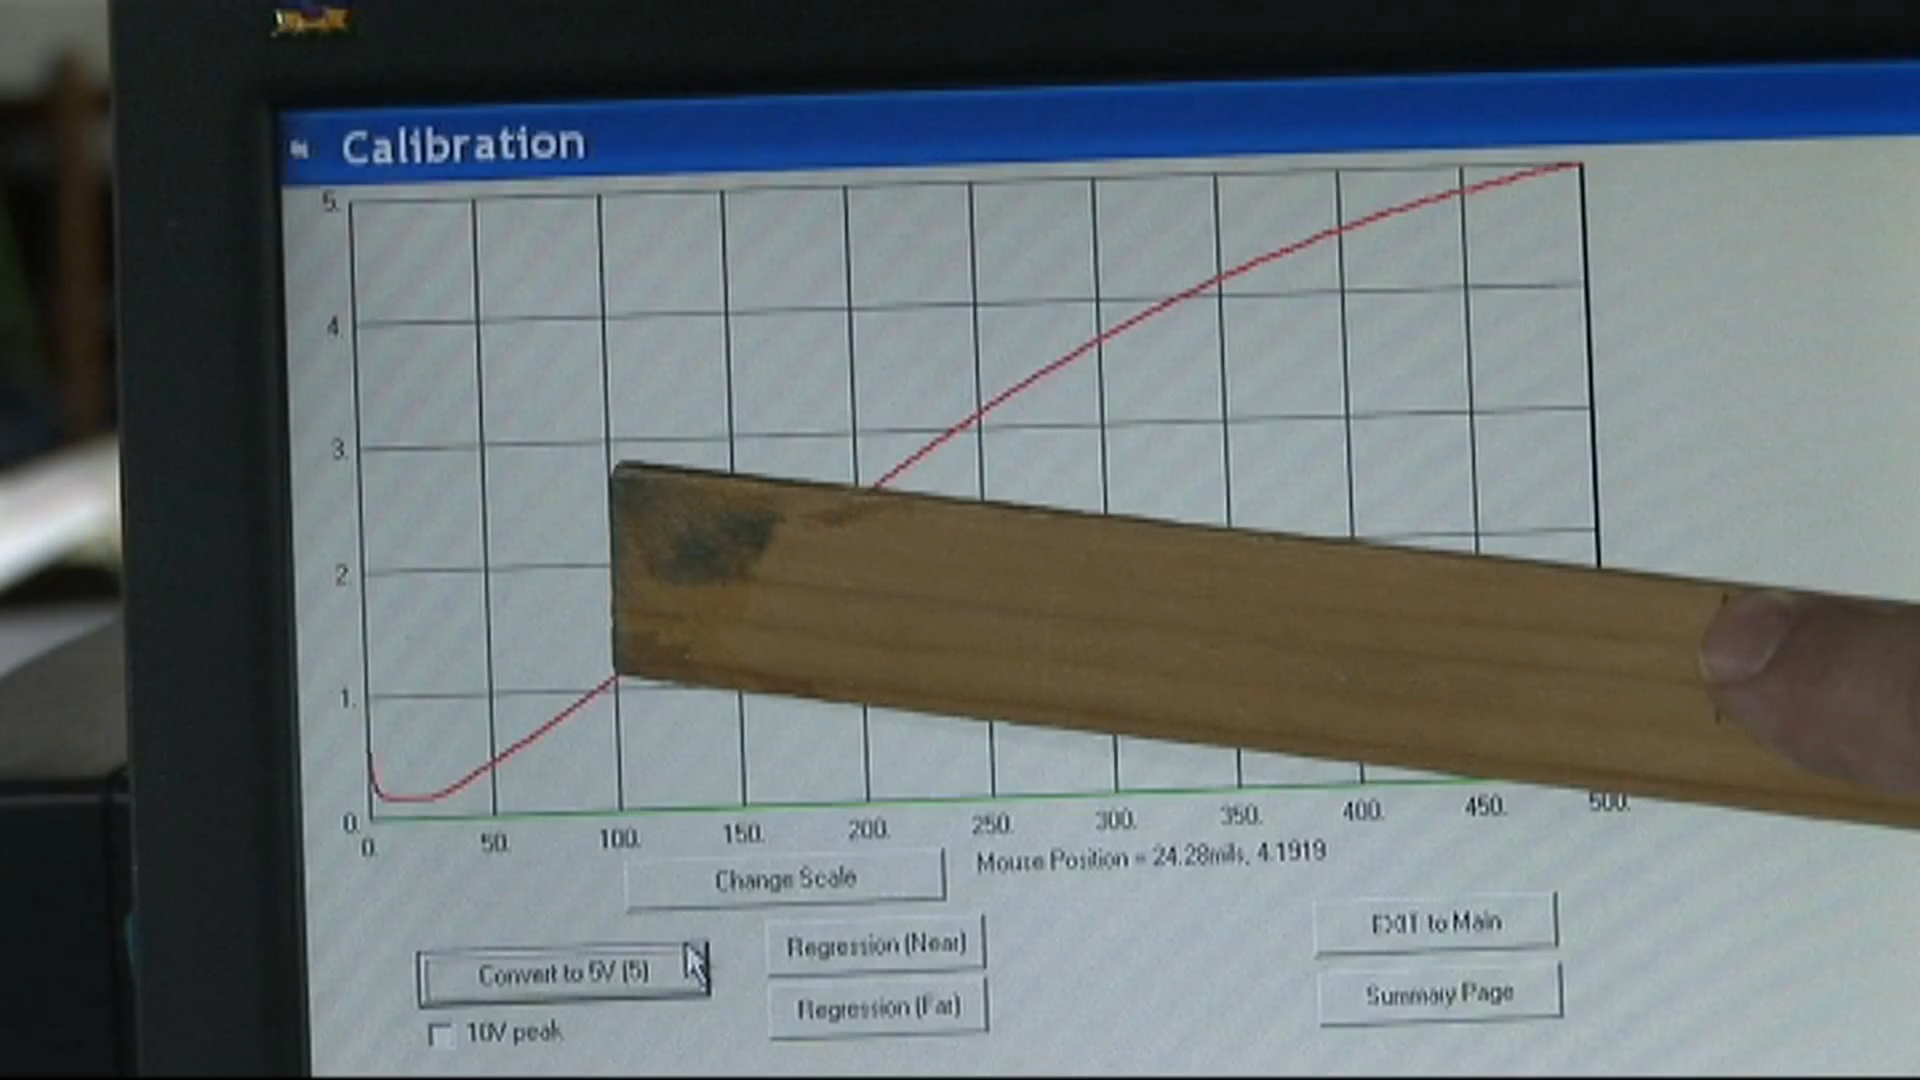 Calibration
5.
4.
3.
2.
1.
0.
0. 50. 100. 150. 200. 250. 300. 350. 400. 450. 500.
Change Scale
Mouse Position = 24.28mils, 4.1919
Convert to 5V (5)
Regression (Near)
EXIT to Main
10V peak
Regression (Far)
Summary Page